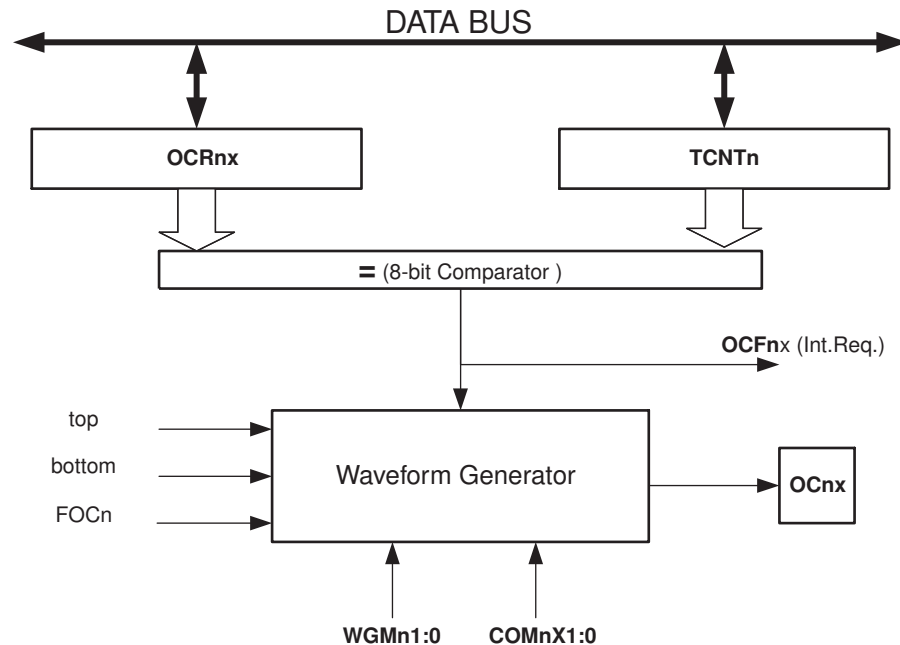 DATA BUS
OCRnx
TCNTn
= (8-bit Comparator )
OCFnx (Int.Req.)
top
bottom
FOCn
Waveform Generator
OCnx
WGMn1:0
COMnX1:0